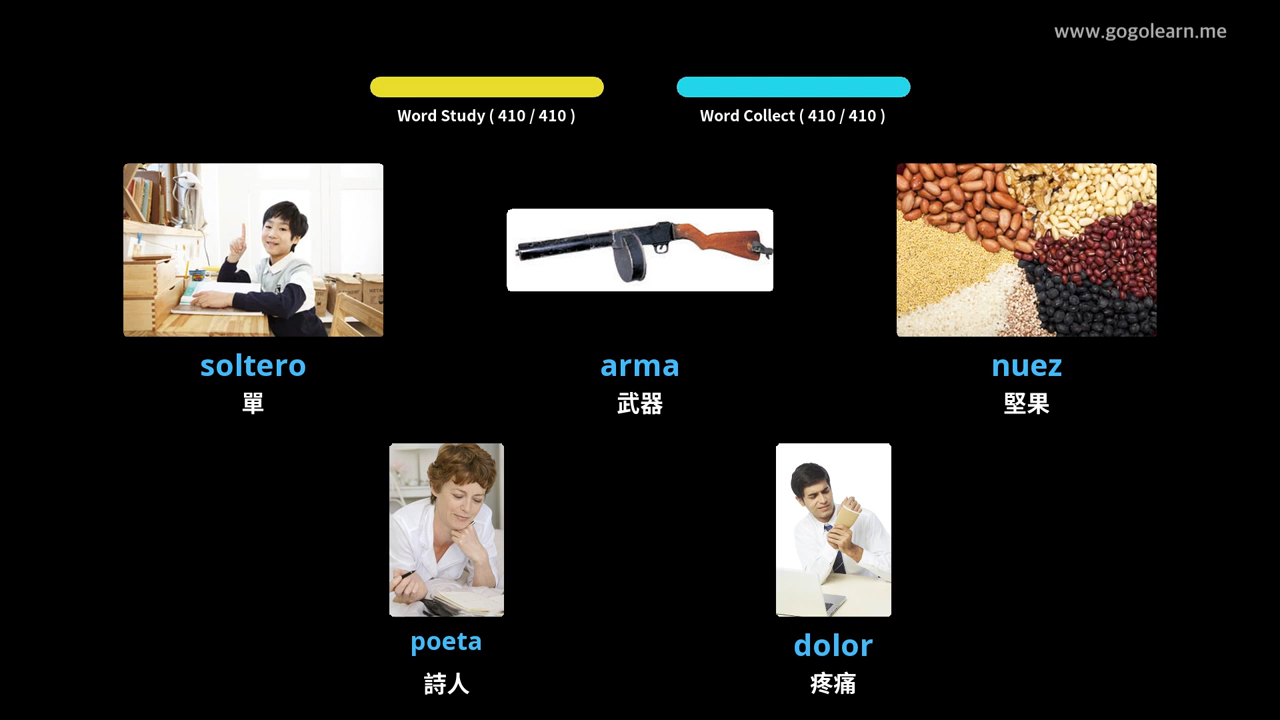 www.gogolearn.me
Word Study ( 410 / 410 )
Word Collect ( 410 / 410 )
soltero
單
arma
武器
nuez
堅果
poeta
詩人
dolor
疼痛